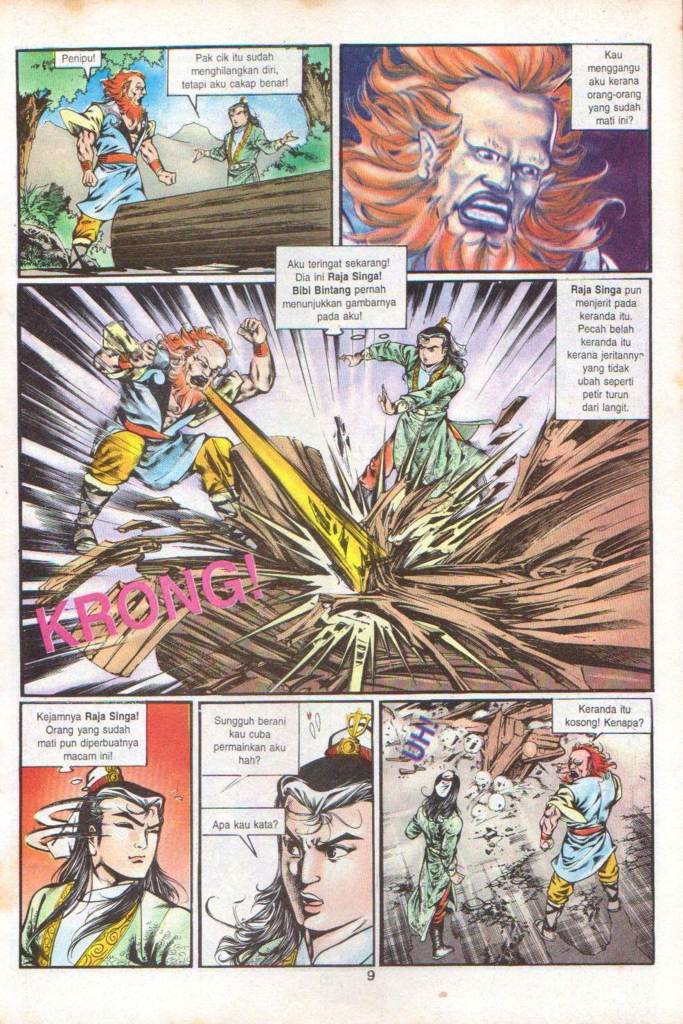 Penipu!
Pak cik itu sudah
menghilangkan diri,
tetapi aku cakap benar!
Kau
menggangu
aku kerana
orang-orang
yang sudah
mati ini?
Aku teringat sekarang!
Dia ini Raja Singa!
Bibi Bintang pernah
menunjukkan gambarnya
pada aku!
Raja Singa pun
menjerit pada
keranda itu.
Pecah belah
keranda itu
kerana jeritannya
yang tidak
ubah seperti
petir turun
dari langit.
KRONG!
Kejamnya Raja Singa!
Orang yang sudah
mati pun diperbuatnya
macam ini!
Sungguh berani
kau cuba
permainkan aku
hah?
Apa kau kata?
UH!
Keranda itu
kosong! Kenapa?
9